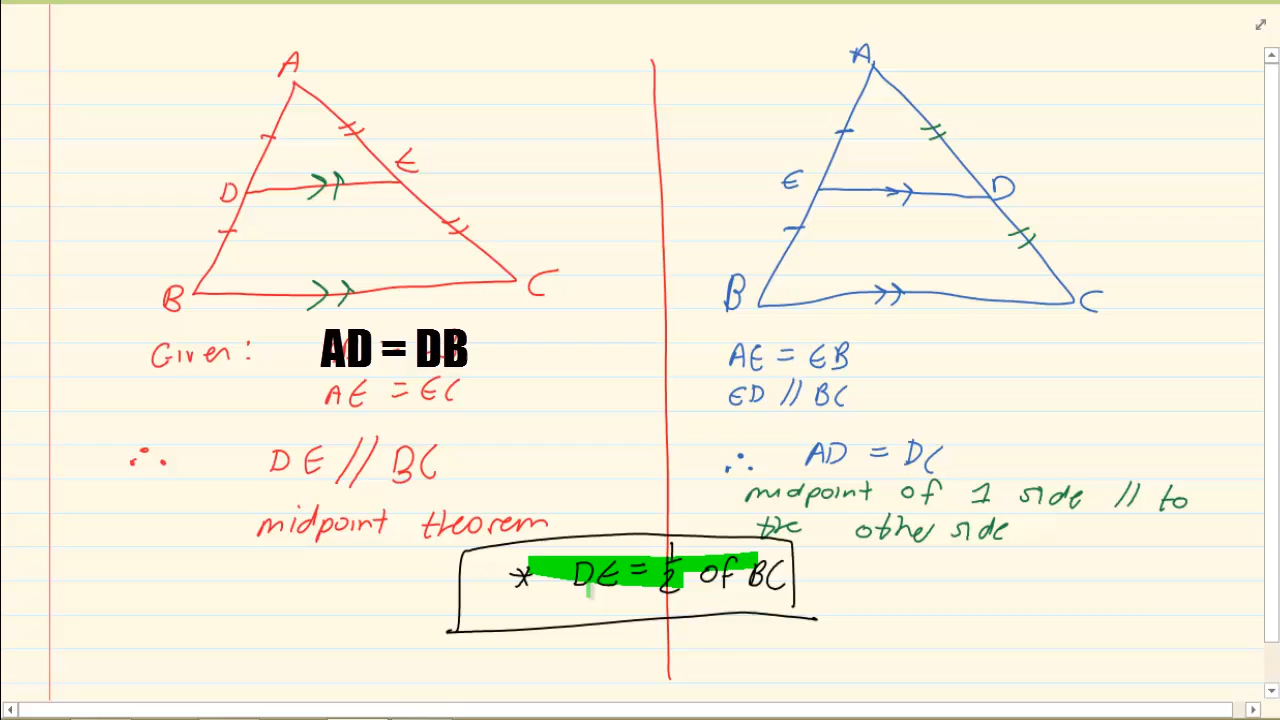 A
E
D
B
C
Given: AD = DB
AE = EC
∴ DE // BC
midpoint theorem
A
E
D
B
C
AE = EB
ED // BC
∴ AD = DC
midpoint of 1 side // to
the other side
* DE = 1/2 of BC